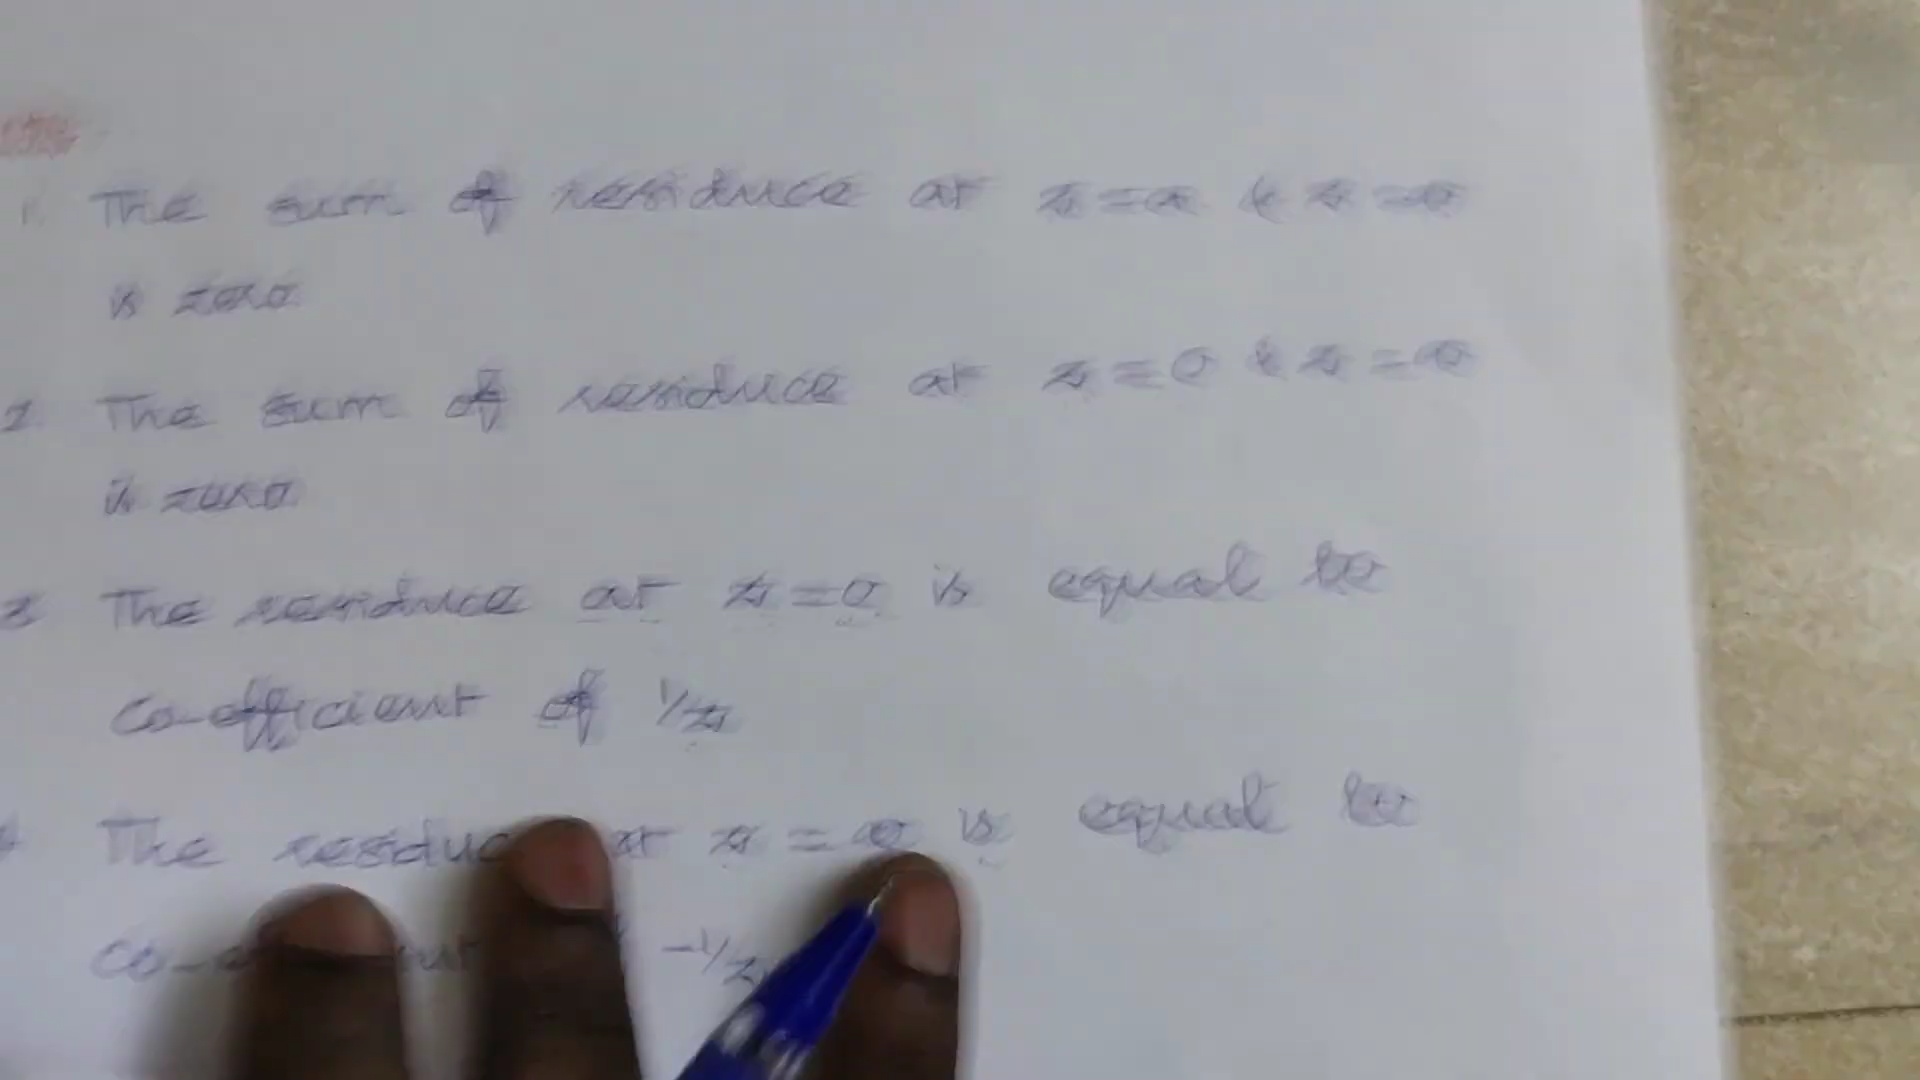 1. The sum of residue at z=a & z=∞
is zero
2. The sum of residue at z=0 & z=∞
is zero
3 The residue at z=0 is equal to
co-efficient of 1/z
The at z=∞ is equal to
-1/z